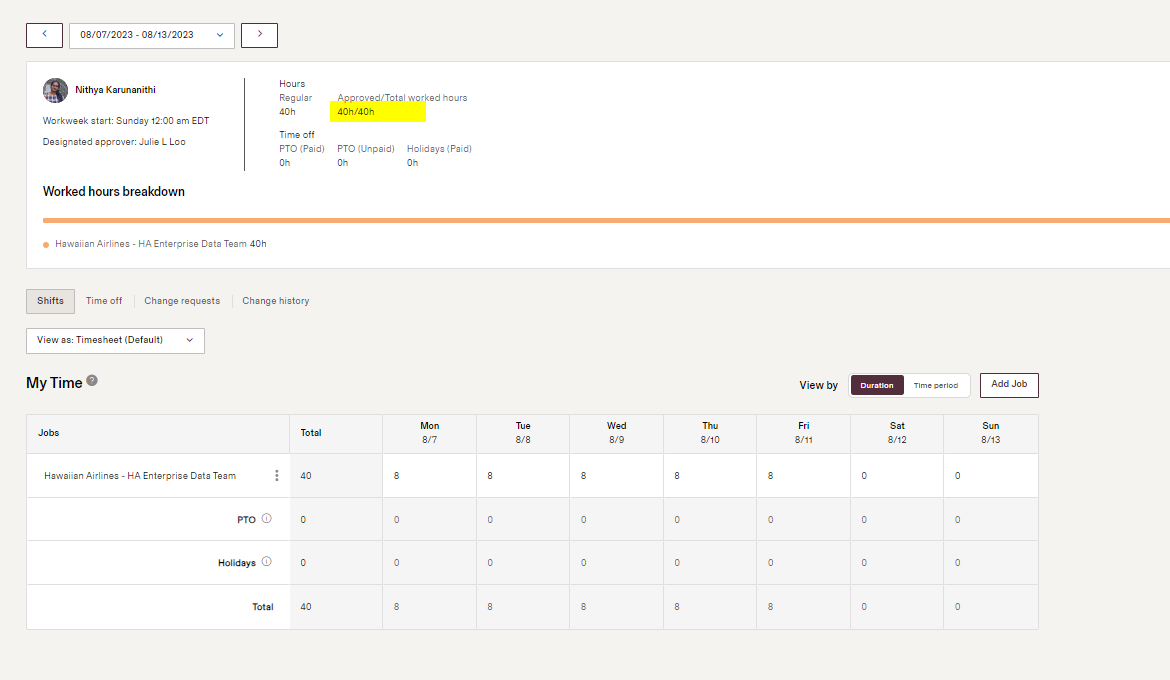 08/07/2023 - 08/13/2023
Nithya Karunanithi
Workweek start: Sunday 12:00 am EDT
Designated approver: Julie L Loo
Hours
Regular Approved/Total worked hours
40h 40h/40h
Time off
PTO (Paid) PTO (Unpaid) Holidays (Paid)
0h 0h 0h
Worked hours breakdown
Hawaiian Airlines - HA Enterprise Data Team 40h
Shifts Time off Change requests Change history
View as: Timesheet (Default)
My Time ?
View by Duration Time period Add Job
Jobs Total Mon 8/7 Tue 8/8 Wed 8/9 Thu 8/10 Fri 8/11 Sat 8/12 Sun 8/13
Hawaiian Airlines - HA Enterprise Data Team 40 8 8 8 8 8 0 0
PTO 0 0 0 0 0 0 0 0
Holidays 0 0 0 0 0 0 0 0
Total 40 8 8 8 8 8 0 0